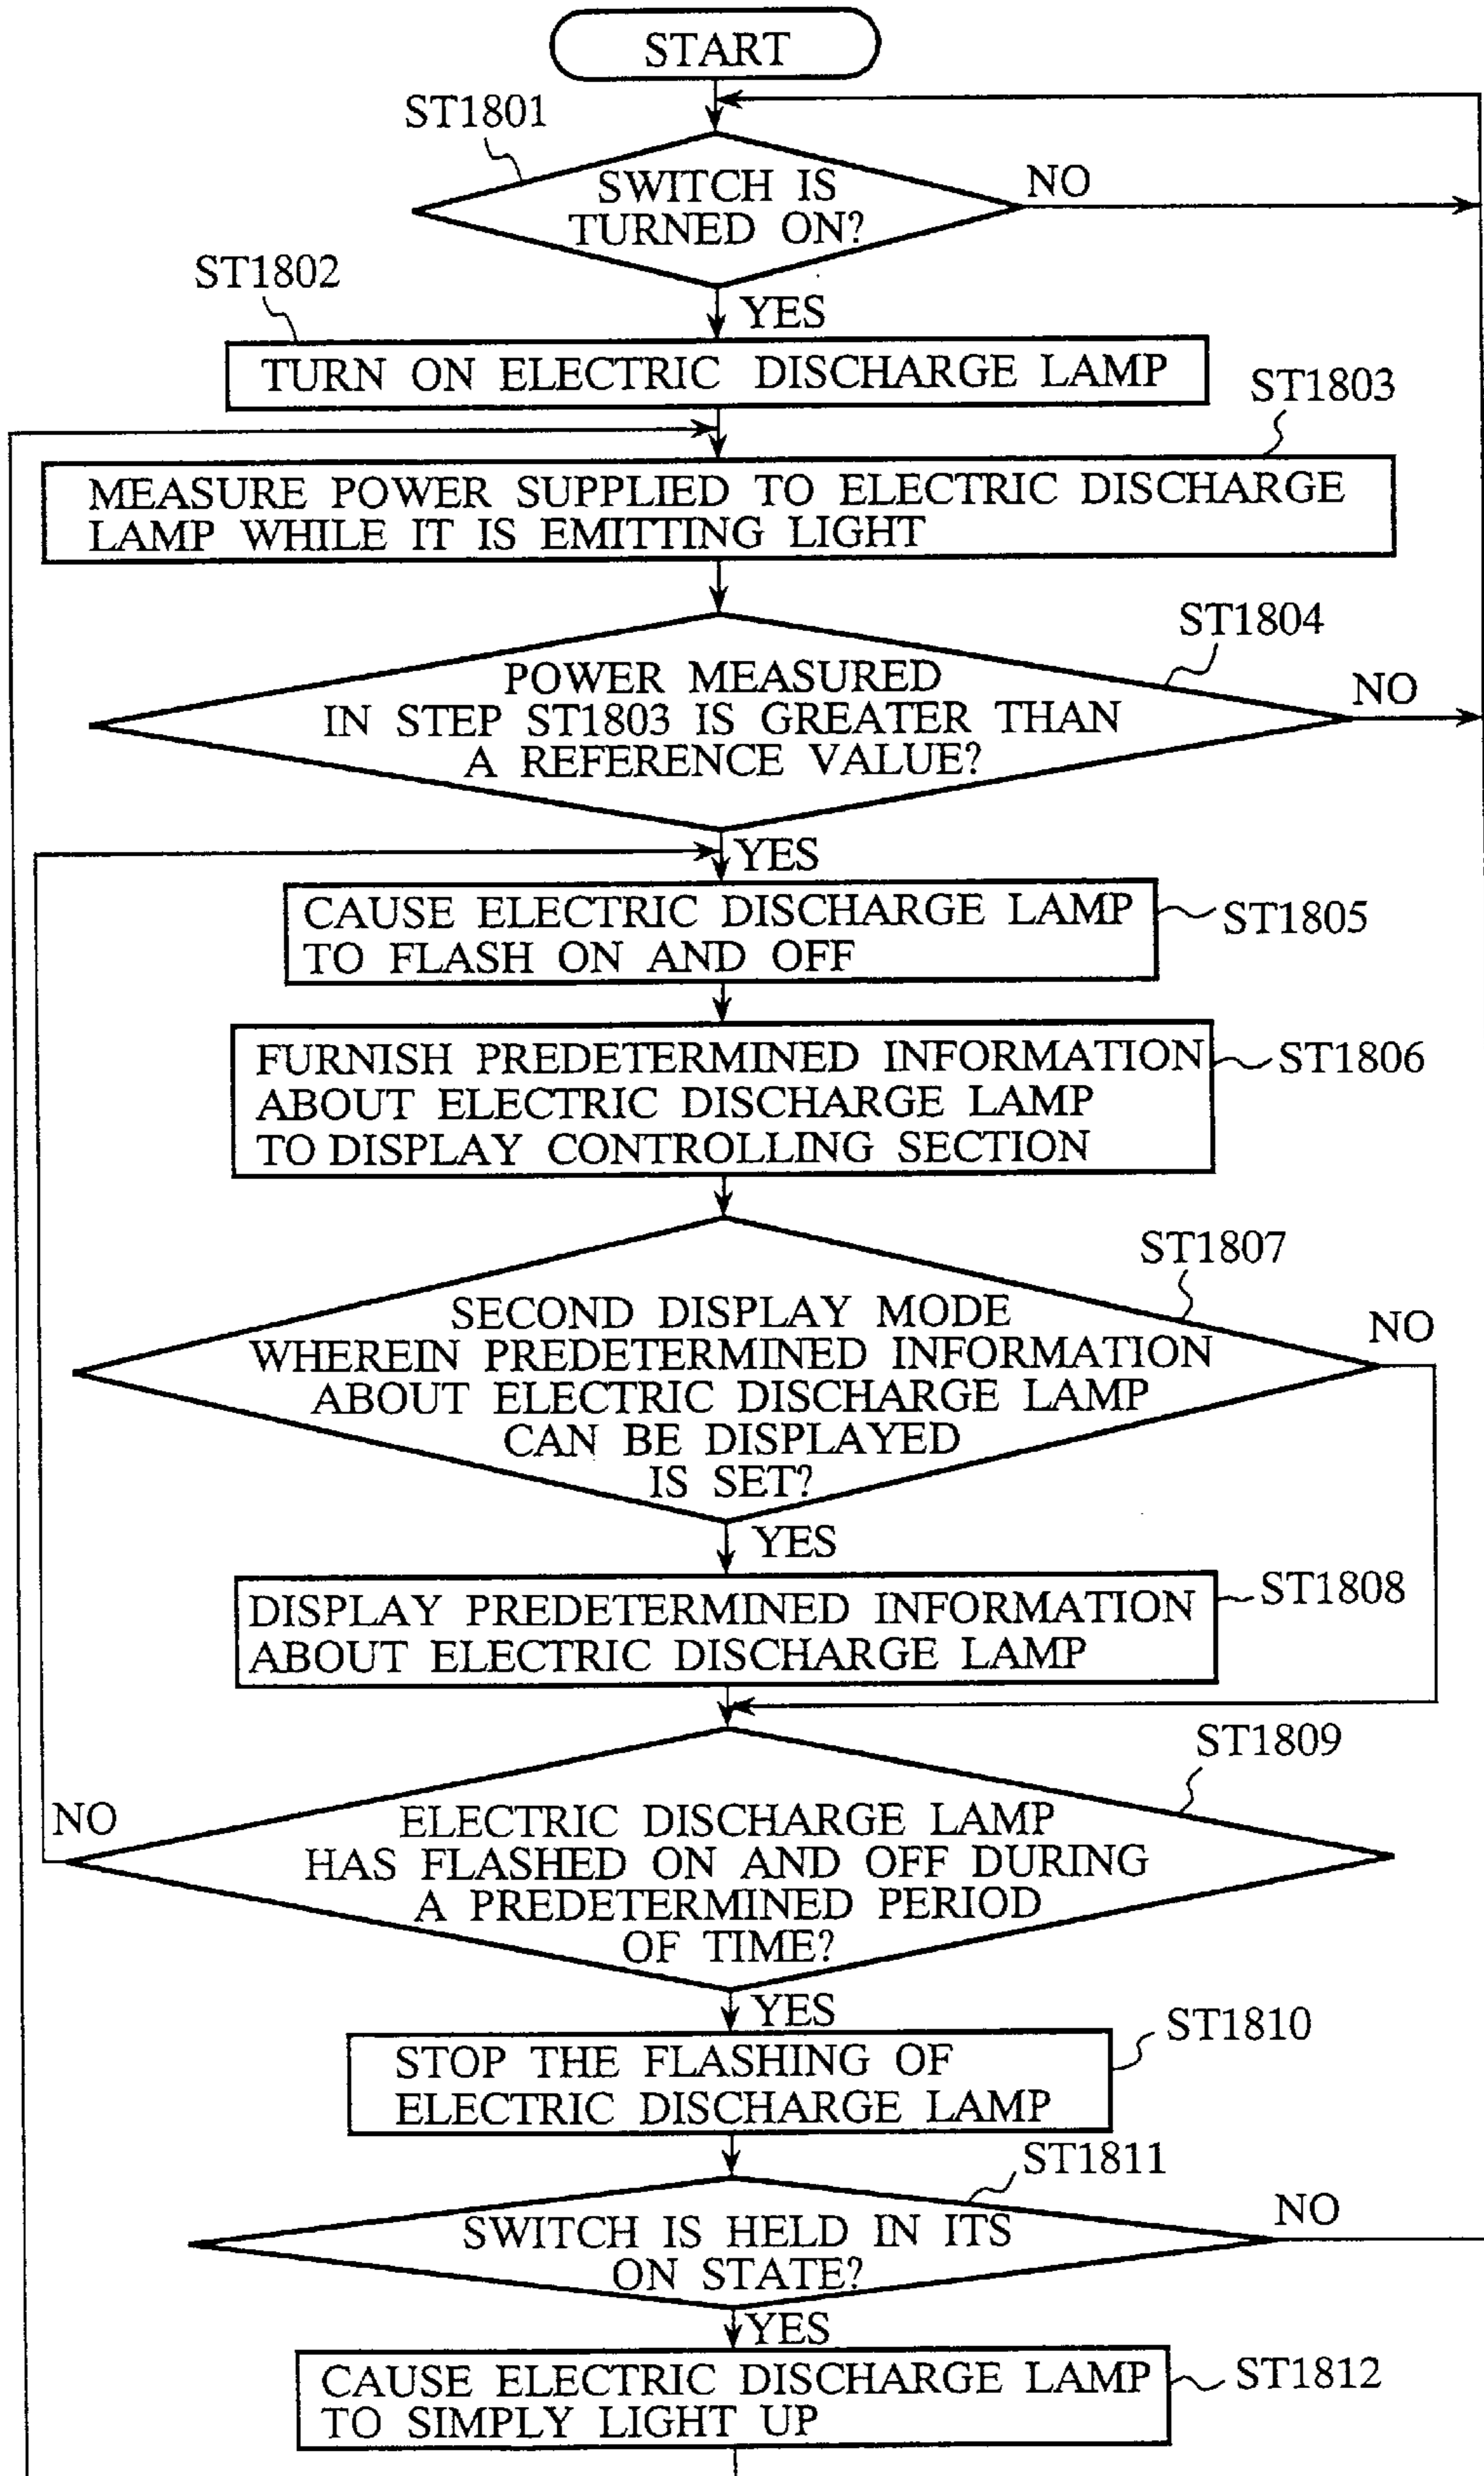 START
ST1801
SWITCH IS
TURNED ON?
NO
ST1802
YES
TURN ON ELECTRIC DISCHARGE LAMP
ST1803
MEASURE POWER SUPPLIED TO ELECTRIC DISCHARGE
LAMP WHILE IT IS EMITTING LIGHT
ST1804
POWER MEASURED
IN STEP ST1803 IS GREATER THAN
A REFERENCE VALUE?
NO
YES
CAUSE ELECTRIC DISCHARGE LAMP
TO FLASH ON AND OFF
ST1805
FURNISH PREDETERMINED INFORMATION
ABOUT ELECTRIC DISCHARGE LAMP
TO DISPLAY CONTROLLING SECTION
ST1806
ST1807
SECOND DISPLAY MODE
WHEREIN PREDETERMINED INFORMATION
ABOUT ELECTRIC DISCHARGE LAMP
CAN BE DISPLAYED
IS SET?
NO
YES
DISPLAY PREDETERMINED INFORMATION
ABOUT ELECTRIC DISCHARGE LAMP
ST1808
ST1809
NO
ELECTRIC DISCHARGE LAMP
HAS FLASHED ON AND OFF DURING
A PREDETERMINED PERIOD
OF TIME?
YES
ST1810
STOP THE FLASHING OF
ELECTRIC DISCHARGE LAMP
ST1811
SWITCH IS HELD IN ITS
ON STATE?
NO
YES
CAUSE ELECTRIC DISCHARGE LAMP
TO SIMPLY LIGHT UP
ST1812